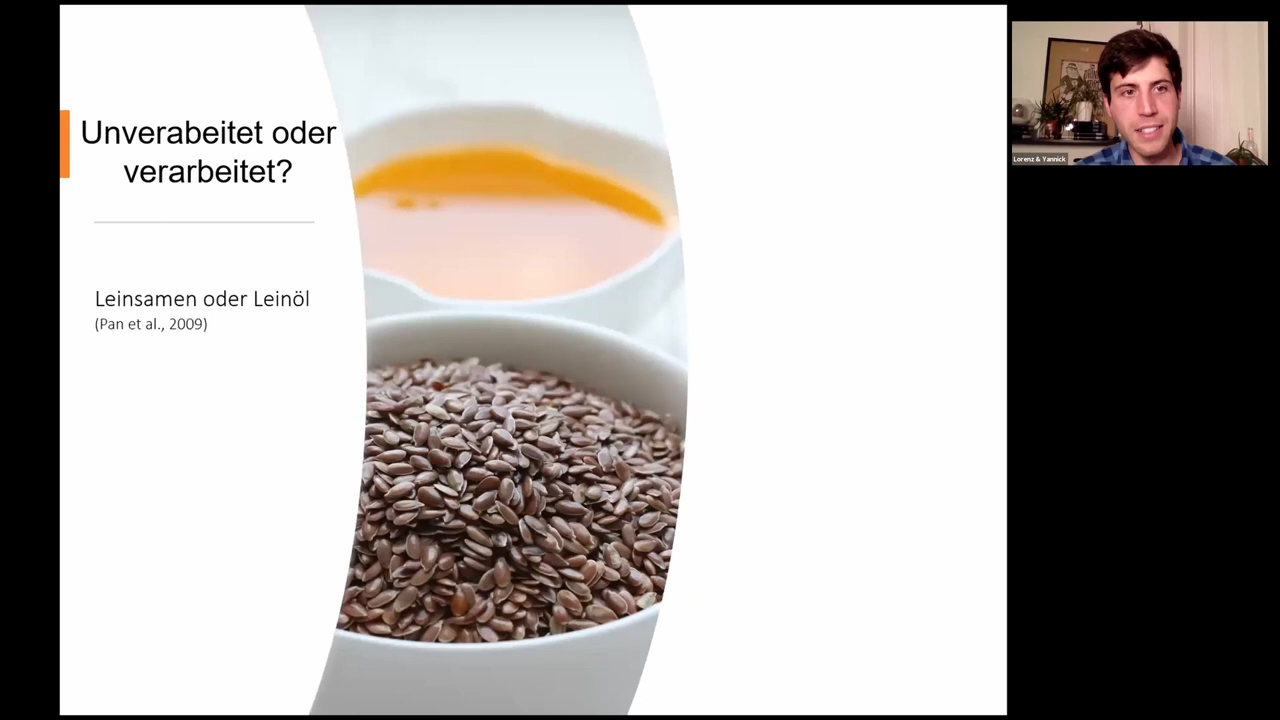 Unverabeitet oder
verarbeitet?
Leinsamen oder Leinöl
(Pan et al., 2009)
Lorenz & Yannick